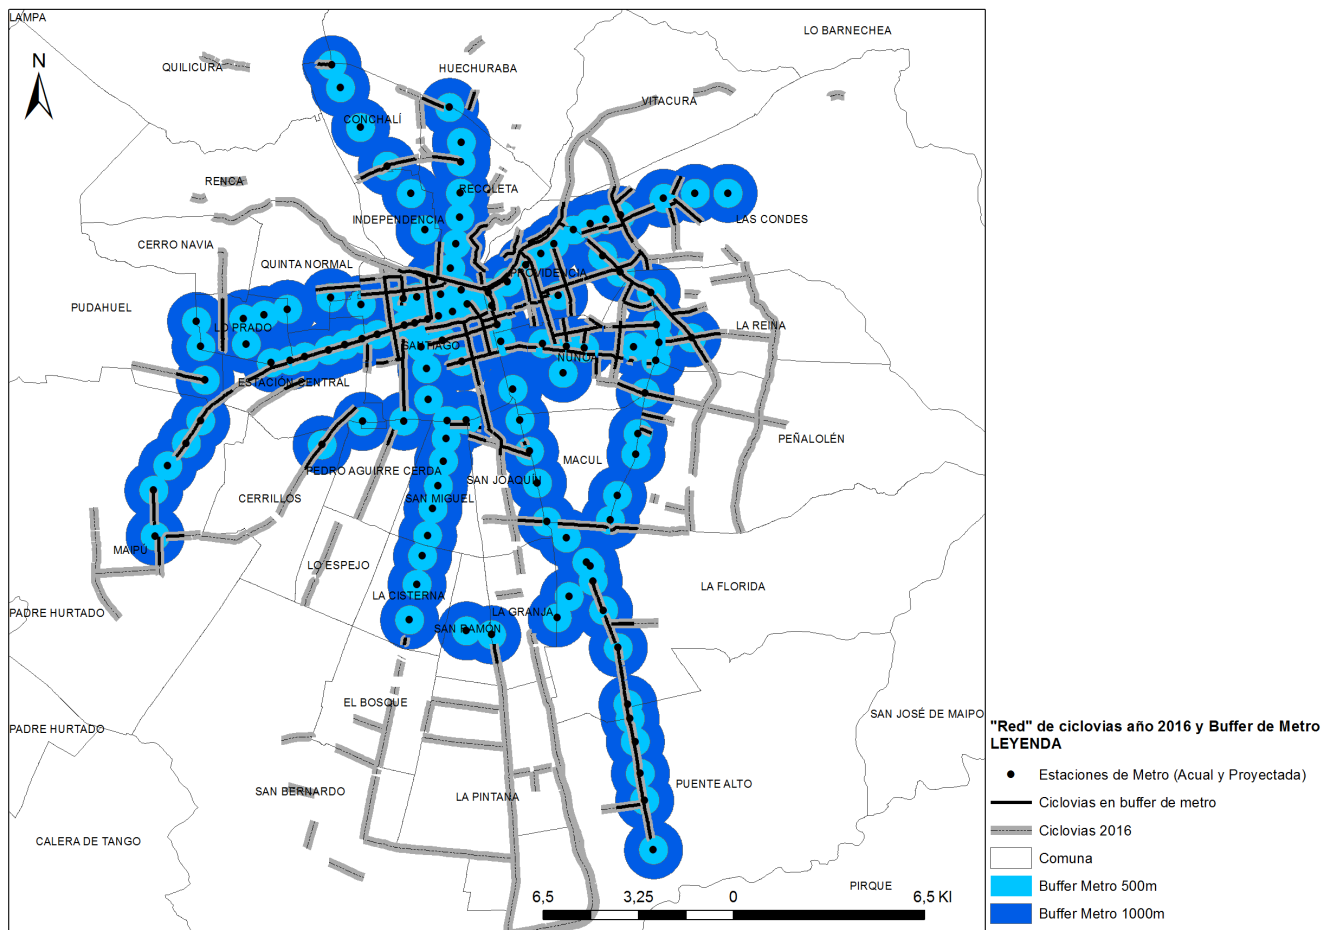 LAMPA
LO BARNECHEA
N
QUILICURA
HUECHURABA
VITACURA
CONCHALÍ
RENCA
RECOLETA
INDEPENDENCIA
LAS CONDES
CERRO NAVIA
QUINTA NORMAL
PROVIDENCIA
PUDAHUEL
LO PRADO
LA REINA
SANTIAGO
ÑUÑOA
ESTACIÓN CENTRAL
PEÑALOLÉN
MACUL
PEDRO AGUIRRE CERDA
SAN JOAQUÍN
CERRILLOS
SAN MIGUEL
MAIPÚ
LO ESPEJO
LA FLORIDA
LA CISTERNA
PADRE HURTADO
LA GRANJA
SAN RAMÓN
EL BOSQUE
SAN JOSÉ DE MAIPO
PADRE HURTADO
PUENTE ALTO
SAN BERNARDO
LA PINTANA
CALERA DE TANGO
PIRQUE
6,5 3,25 0 6,5 Kl
"Red" de ciclovias año 2016 y Buffer de Metro
LEYENDA
Estaciones de Metro (Acual y Proyectada)
Ciclovias en buffer de metro
Ciclovias 2016
Comuna
Buffer Metro 500m
Buffer Metro 1000m